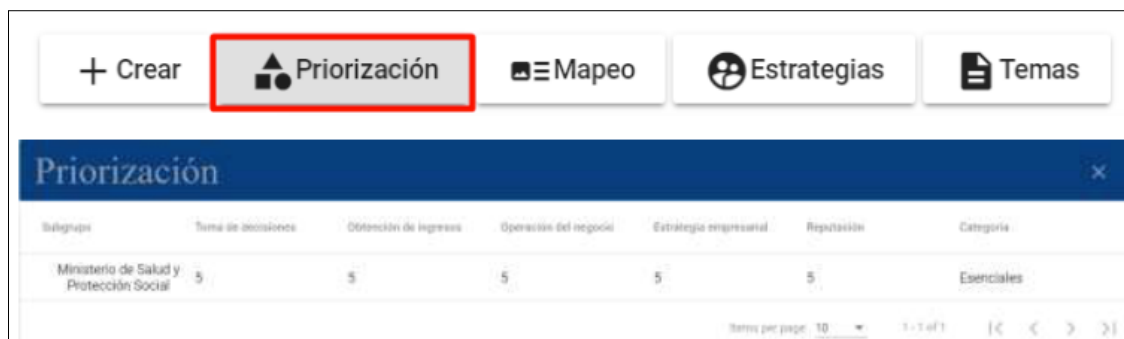 Crear Priorización Mapeo Estrategias Temas
Priorización
Subgrupo Toma de decisiones Obtención de ingresos Operación del negocio Estrategia empresarial Reputación Categoría
Ministerio de Salud y
Protección Social 5 5 5 5 5 Esenciales
Items per page: 10 1 - 1 of 1